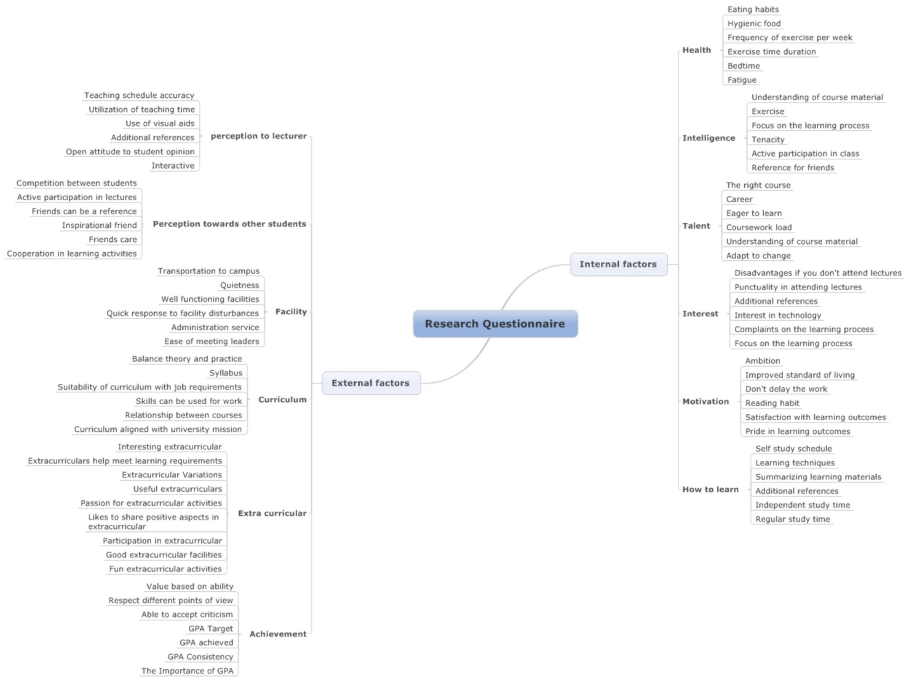 Research Questionnaire
Internal factors
Health
Eating habits
Hygienic food
Frequency of exercise per week
Exercise time duration
Bedtime
Fatigue
Intelligence
Understanding of course material
Exercise
Focus on the learning process
Tenacity
Active participation in class
Reference for friends
Talent
The right course
Career
Eager to learn
Coursework load
Understanding of course material
Adapt to change
Interest
Disadvantages if you don't attend lectures
Punctuality in attending lectures
Additional references
Interest in technology
Complaints on the learning process
Focus on the learning process
Motivation
Ambition
Improved standard of living
Don't delay the work
Reading habit
Satisfaction with learning outcomes
Pride in learning outcomes
How to learn
Self study schedule
Learning techniques
Summarizing learning materials
Additional references
Independent study time
Regular study time
External factors
perception to lecturer
Teaching schedule accuracy
Utilization of teaching time
Use of visual aids
Additional references
Open attitude to student opinion
Interactive
Perception towards other students
Competition between students
Active participation in lectures
Friends can be a reference
Inspirational friend
Friends care
Cooperation in learning activities
Facility
Transportation to campus
Quietness
Well functioning facilities
Quick response to facility disturbances
Administration service
Ease of meeting leaders
Curriculum
Balance theory and practice
Syllabus
Suitability of curriculum with job requirements
Skills can be used for work
Relationship between courses
Curriculum aligned with university mission
Extra curricular
Interesting extracurricular
Extracurriculars help meet learning requirements
Extracurricular Variations
Useful extracurriculars
Passion for extracurricular activities
Likes to share positive aspects in
extracurricular
Participation in extracurricular
Good extracurricular facilities
Fun extracurricular activities
Achievement
Value based on ability
Respect different points of view
Able to accept criticism
GPA Target
GPA achieved
GPA Consistency
The Importance of GPA